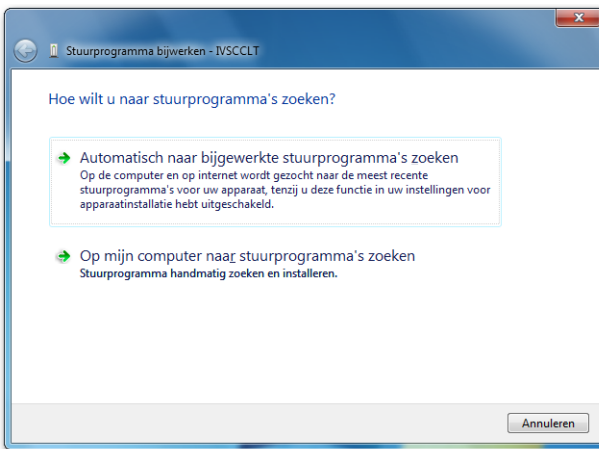 Stuurprogramma bijwerken - IVSCCLT
Hoe wilt u naar stuurprogramma's zoeken?
Automatisch naar bijgewerkte stuurprogramma's zoeken
Op de computer en op internet wordt gezocht naar de meest recente
stuurprogramma's voor uw apparaat, tenzij u deze functie in uw instellingen voor
apparaatinstallatie hebt uitgeschakeld.
Op mijn computer naar stuurprogramma's zoeken
Stuurprogramma handmatig zoeken en installeren.
Annuleren